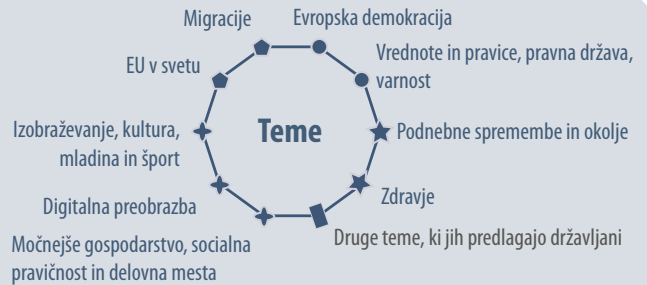 Migracije
Evropska demokracija
EU v svetu
Vrednote in pravice, pravna država,
varnost
Izobraževanje, kultura,
mladina in šport
Teme
Podnebne spremembe in okolje
Digitalna preobrazba
Zdravje
Močnejše gospodarstvo, socialna
pravičnost in delovna mesta
Druge teme, ki jih predlagajo državljani